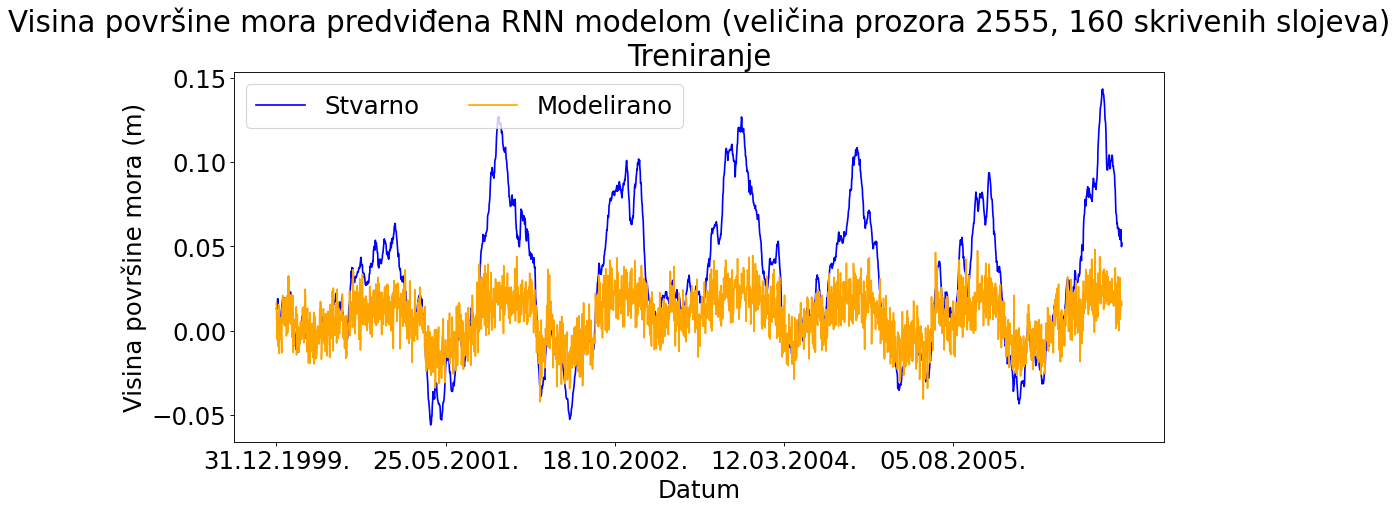 Visina površine mora predviđena RNN modelom (veličina prozora 2555, 160 skrivenih slojeva)
Treniranje
Stvarno
Modelirano
Visina površine mora (m)
0.15
0.10
0.05
0.00
−0.05
31.12.1999.
25.05.2001.
18.10.2002.
12.03.2004.
05.08.2005.
Datum